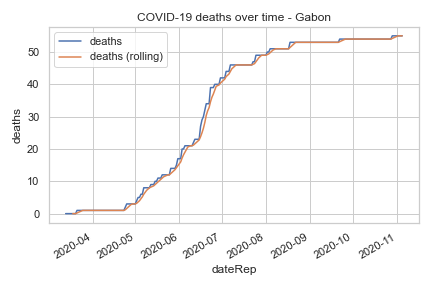 COVID-19 deaths over time - Gabon
deaths
deaths (rolling)
deaths
50
40
30
20
10
0
2020-04
2020-05
2020-06
2020-07
2020-08
2020-09
2020-10
2020-11
dateRep